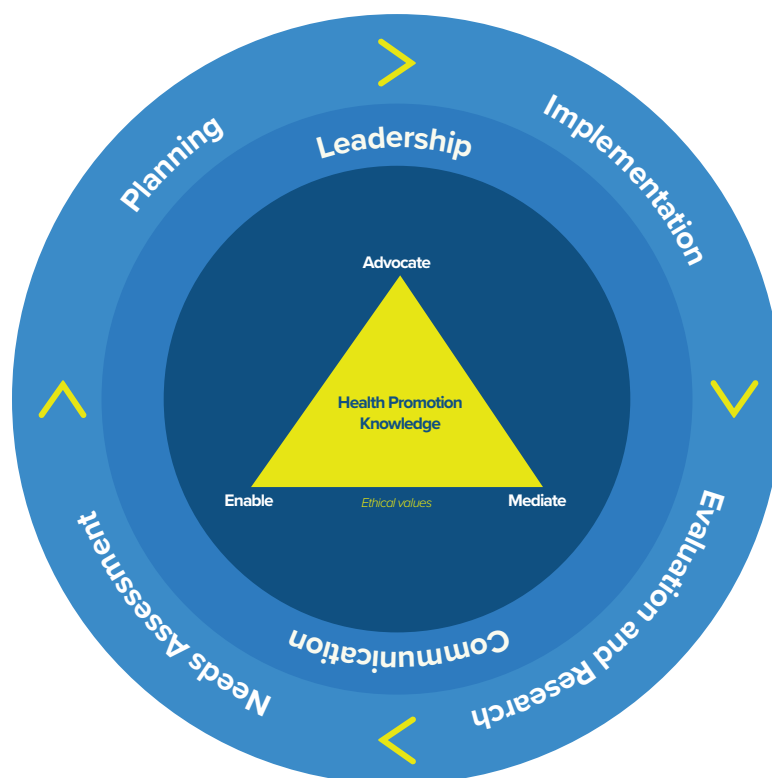 Planning
Implementation
Leadership
Advocate
Health Promotion
Knowledge
Enable
Ethical values
Mediate
Needs Assessment
Communication
Evaluation and Research